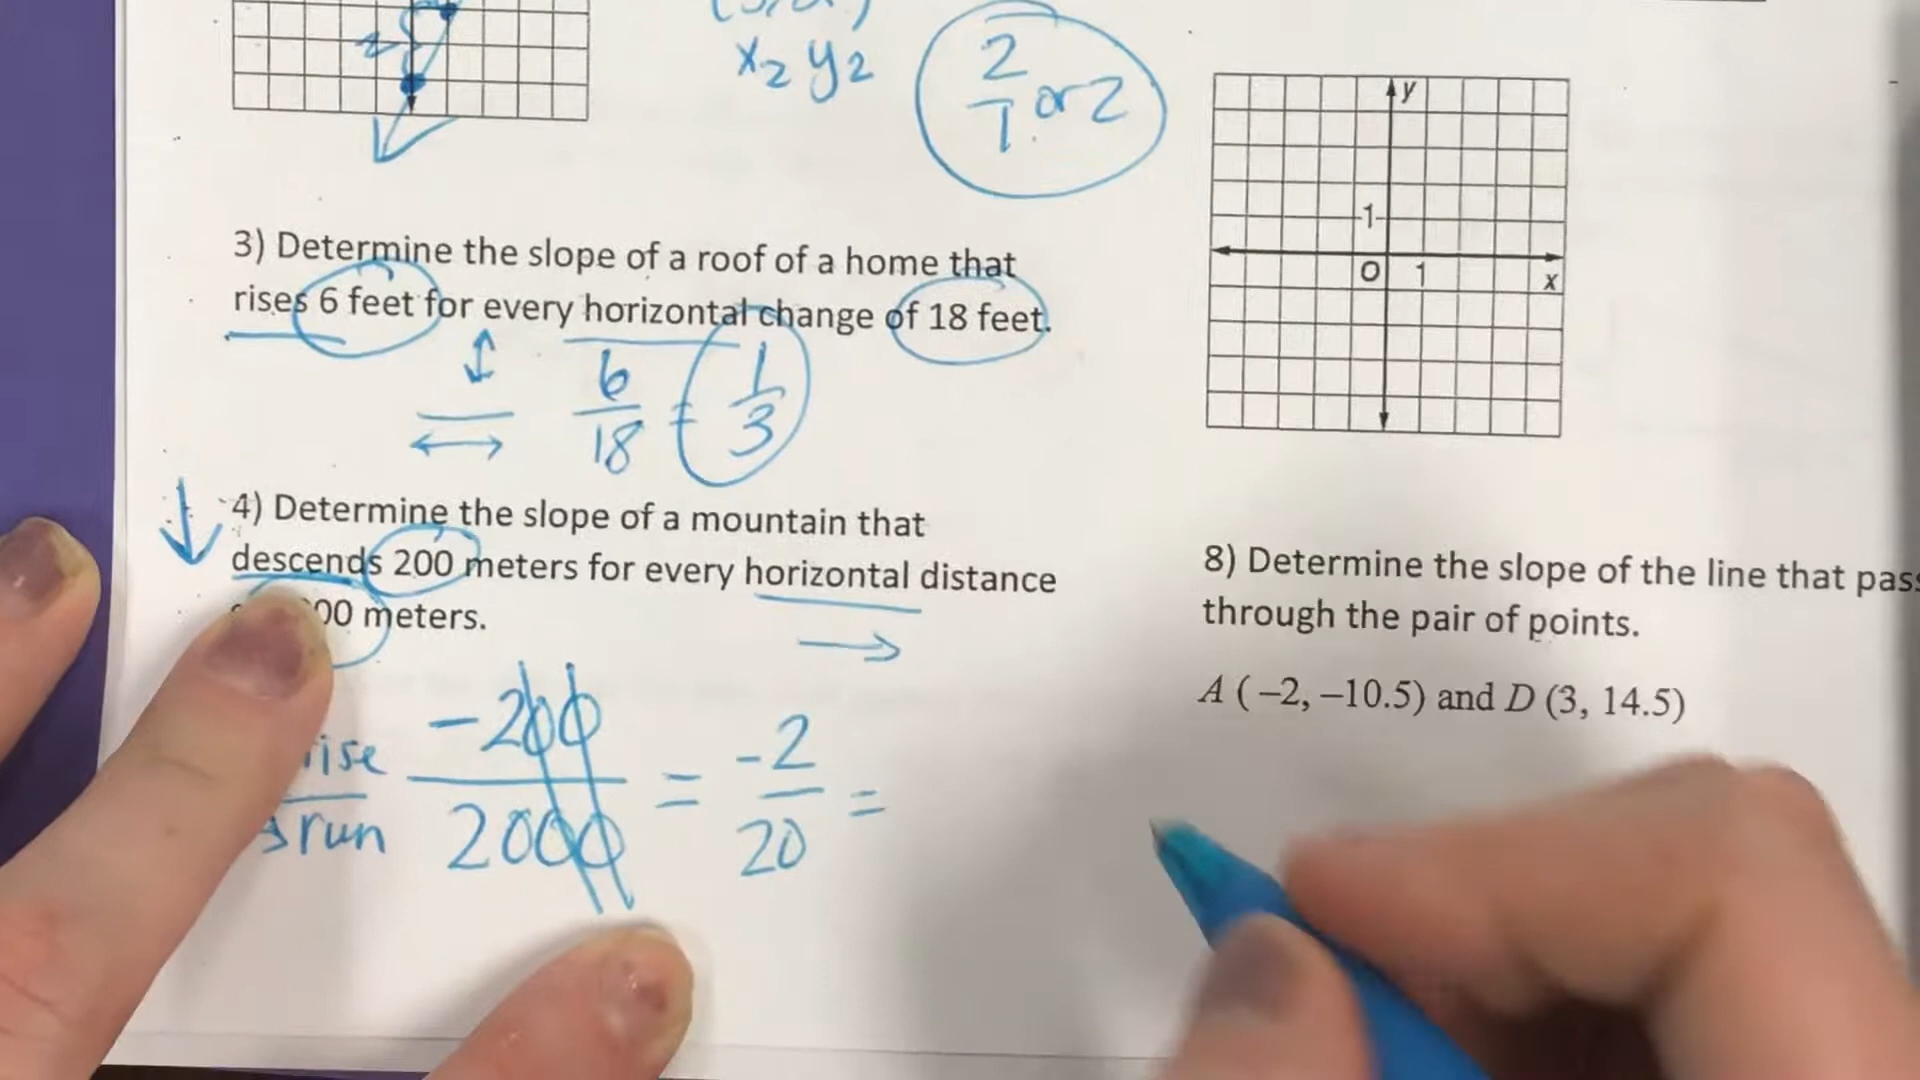 x₂ y₂
2/1 or 2
3) Determine the slope of a roof of a home that
rises 6 feet for every horizontal change of 18 feet.
6/18 = 1/3
4) Determine the slope of a mountain that
descends 200 meters for every horizontal distance
meters.
rise/run -200/2000 = -2/20 =
y
1
O 1 x
8) Determine the slope of the line that
through the pair of points.
A (–2, –10.5) and D (3, 14.5)